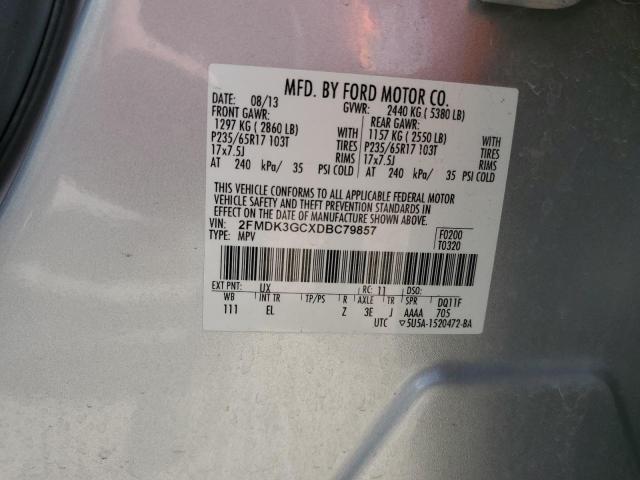 MFD. BY FORD MOTOR CO.
DATE: 08/13 GVWR: 2440 KG ( 5380 LB)
FRONT GAWR: REAR GAWR:
1297 KG ( 2860 LB) WITH 1157 KG ( 2550 LB) WITH
P235/65R17 103T TIRES P235/65R17 103T TIRES
17x7.5J RIMS 17x7.5J RIMS
AT 240 kPa/ 35 PSI COLD AT 240 kPa/ 35 PSI COLD
THIS VEHICLE CONFORMS TO ALL APPLICABLE FEDERAL MOTOR
VEHICLE SAFETY AND THEFT PREVENTION STANDARDS IN
EFFECT ON THE DATE OF MANUFACTURE SHOWN ABOVE.
VIN: 2FMDK3GCXDBC79857 F0200
TYPE: MPV T0320
EXT PNT: UX RC: 11 DSO:
WB INT TR TP/PS R AXLE TR SPR DQ11F
111 EL Z 3E J AAAA 705
UTC ▽5U5A-1520472-BA